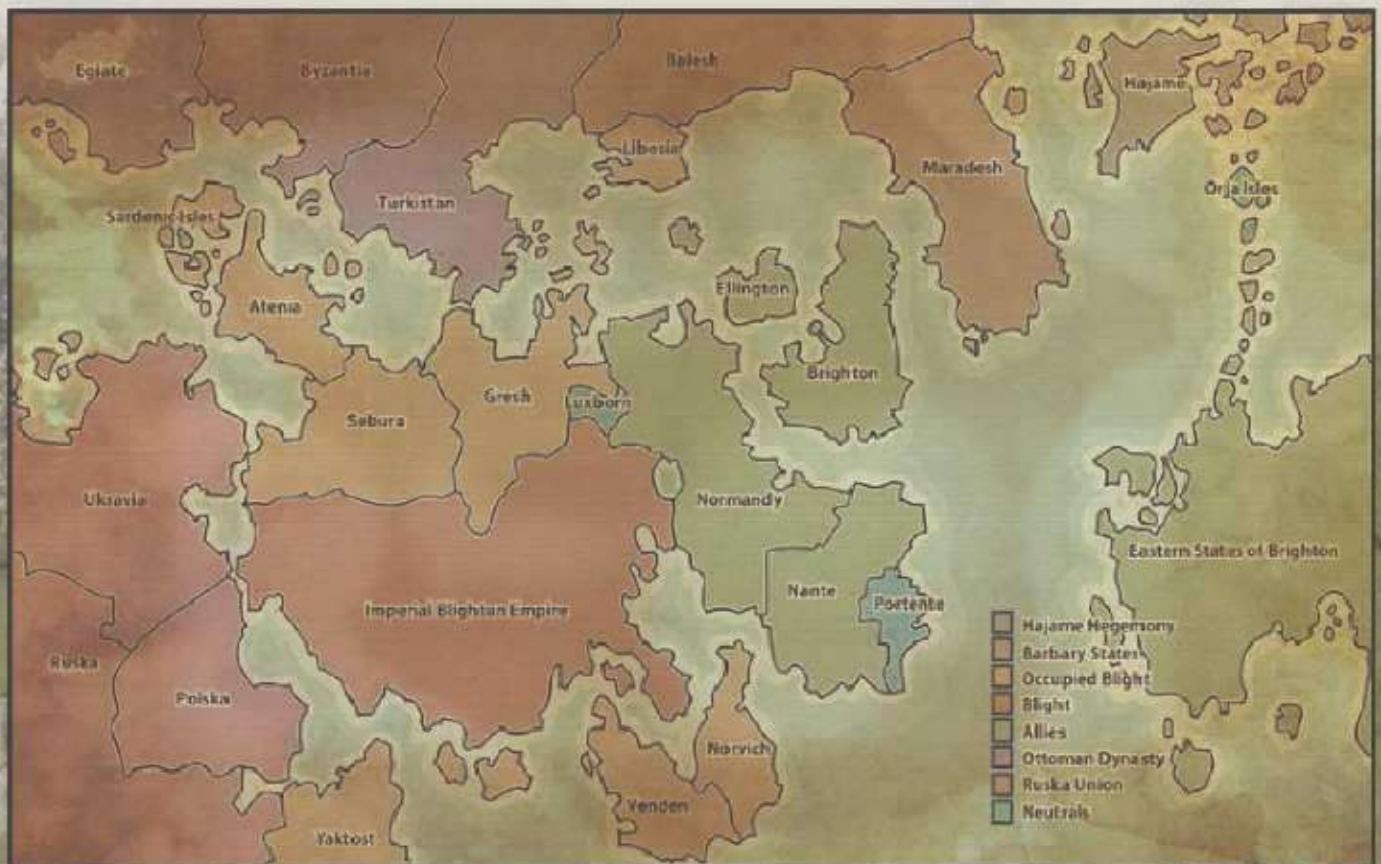 Egiate
Byzantia
Balesh
Hajame
Libosia
Maradesh
Turkistan
Orja Isles
Sardenic Isles
Ellington
Atenia
Brighton
Gresh
Luxborn
Sebura
Ukravia
Normandy
Eastern States of Brighton
Nante
Portente
Imperial Blightan Empire
Ruska
Polska
Norvich
Yenden
Yaktost
Hajame Hegemony
Barbary States
Occupied Blight
Blight
Allies
Ottoman Dynasty
Ruska Union
Neutrals